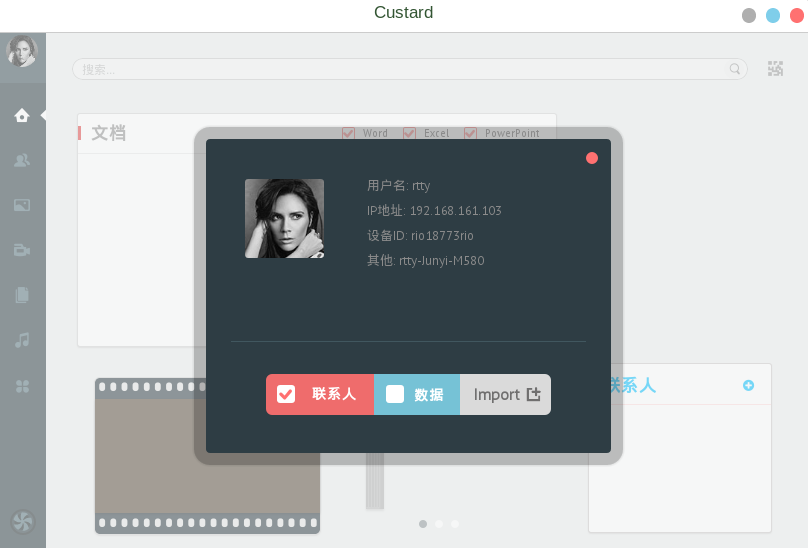 Custard
搜索...
文档
Word
Excel
PowerPoint
用户名: rtty
IP地址: 192.168.161.103
设备ID: rio18773rio
其他: rtty-Junyi-M580
联系人
联系人
数据
Import